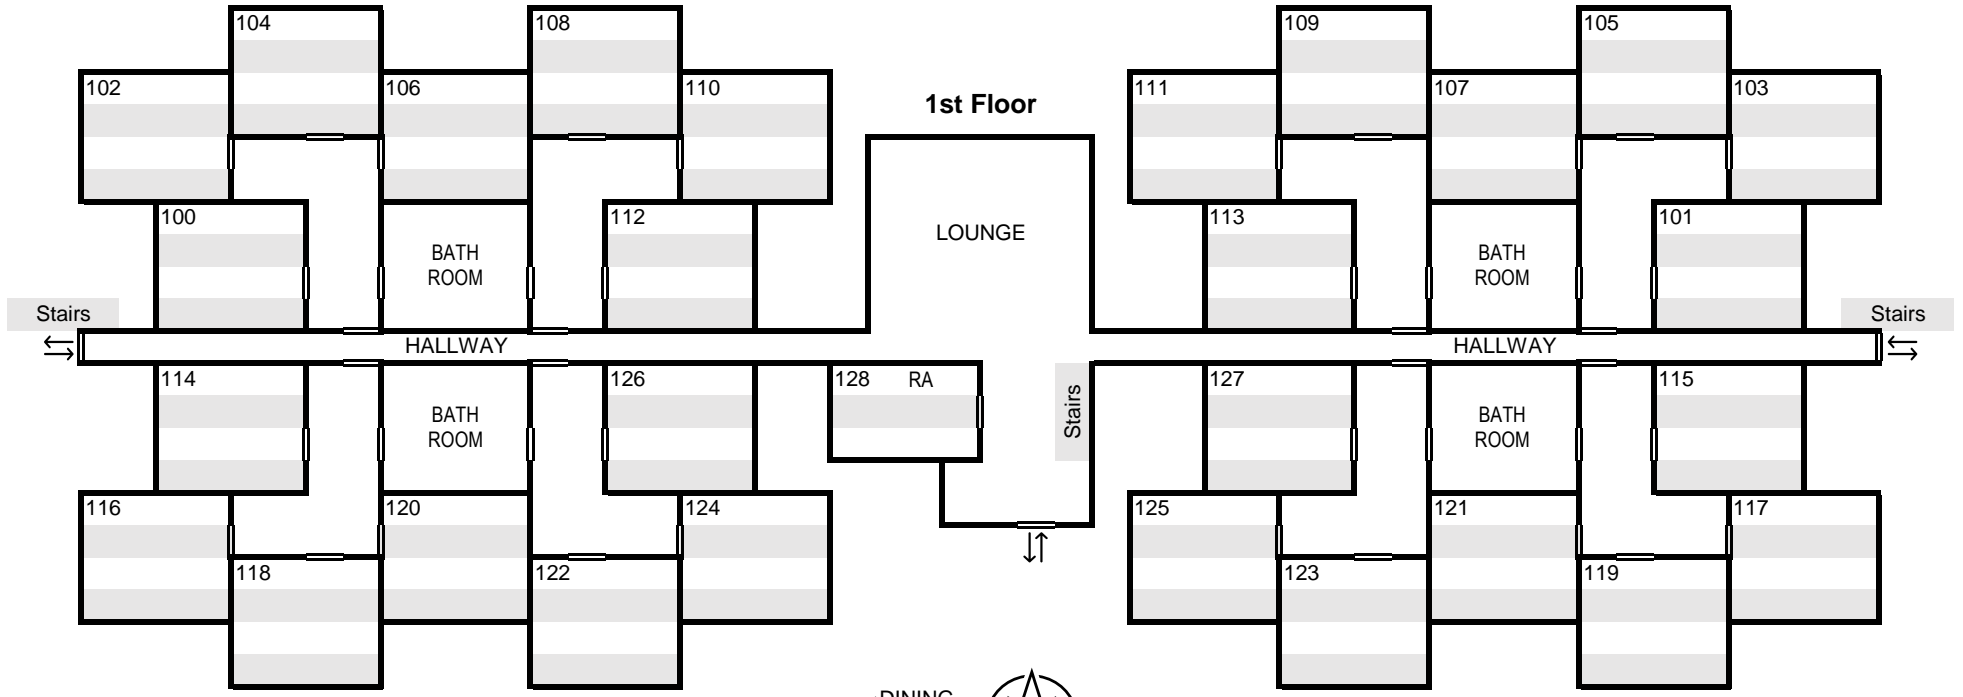 104
108
109
105
102
106
110
1st Floor
111
107
103
100
112
113
101
LOUNGE
BATH
ROOM
BATH
ROOM
Stairs
Stairs
HALLWAY
HALLWAY
114
126
128 RA
Stairs
127
115
BATH
ROOM
BATH
ROOM
116
120
124
125
121
117
118
122
123
119
DINING